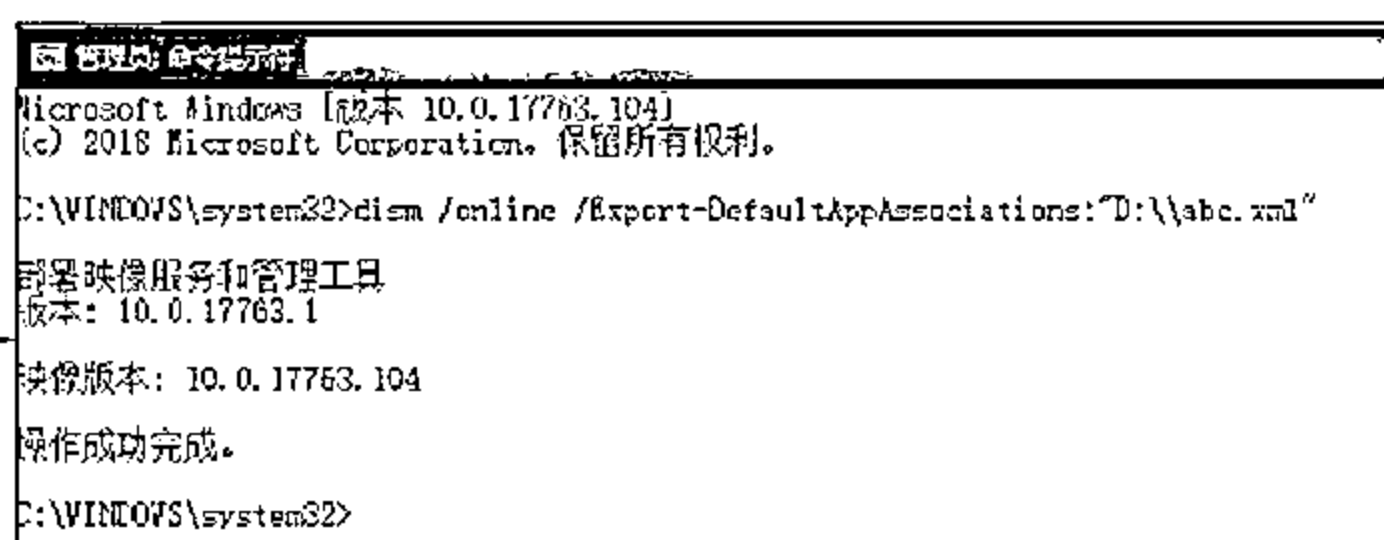 管理员: 命令提示符
Microsoft Windows [版本 10.0.17763.104]
(c) 2018 Microsoft Corporation。保留所有权利。
C:\WINDOWS\system32>dism /online /Export-DefaultAppAssociations:"D:\\abc.xml"
部署映像服务和管理工具
版本: 10.0.17763.1
映像版本: 10.0.17763.104
操作成功完成。
C:\WINDOWS\system32>